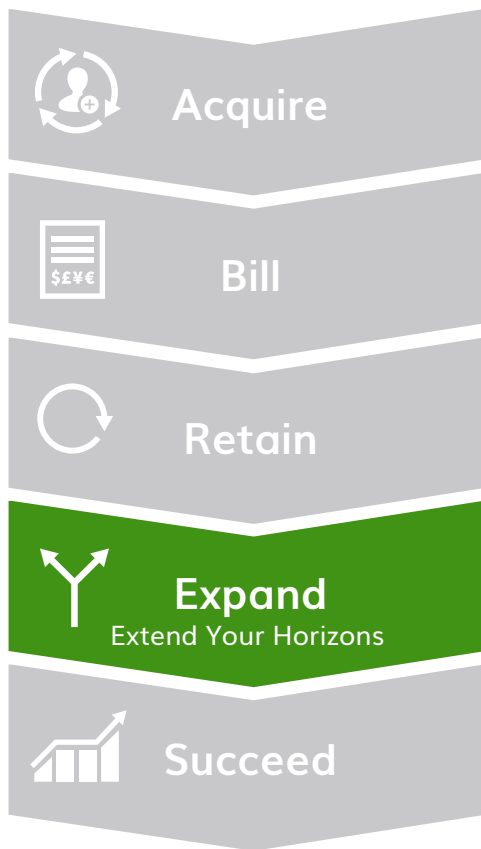 Acquire
$£¥€
Bill
Retain
Expand
Extend Your Horizons
Succeed